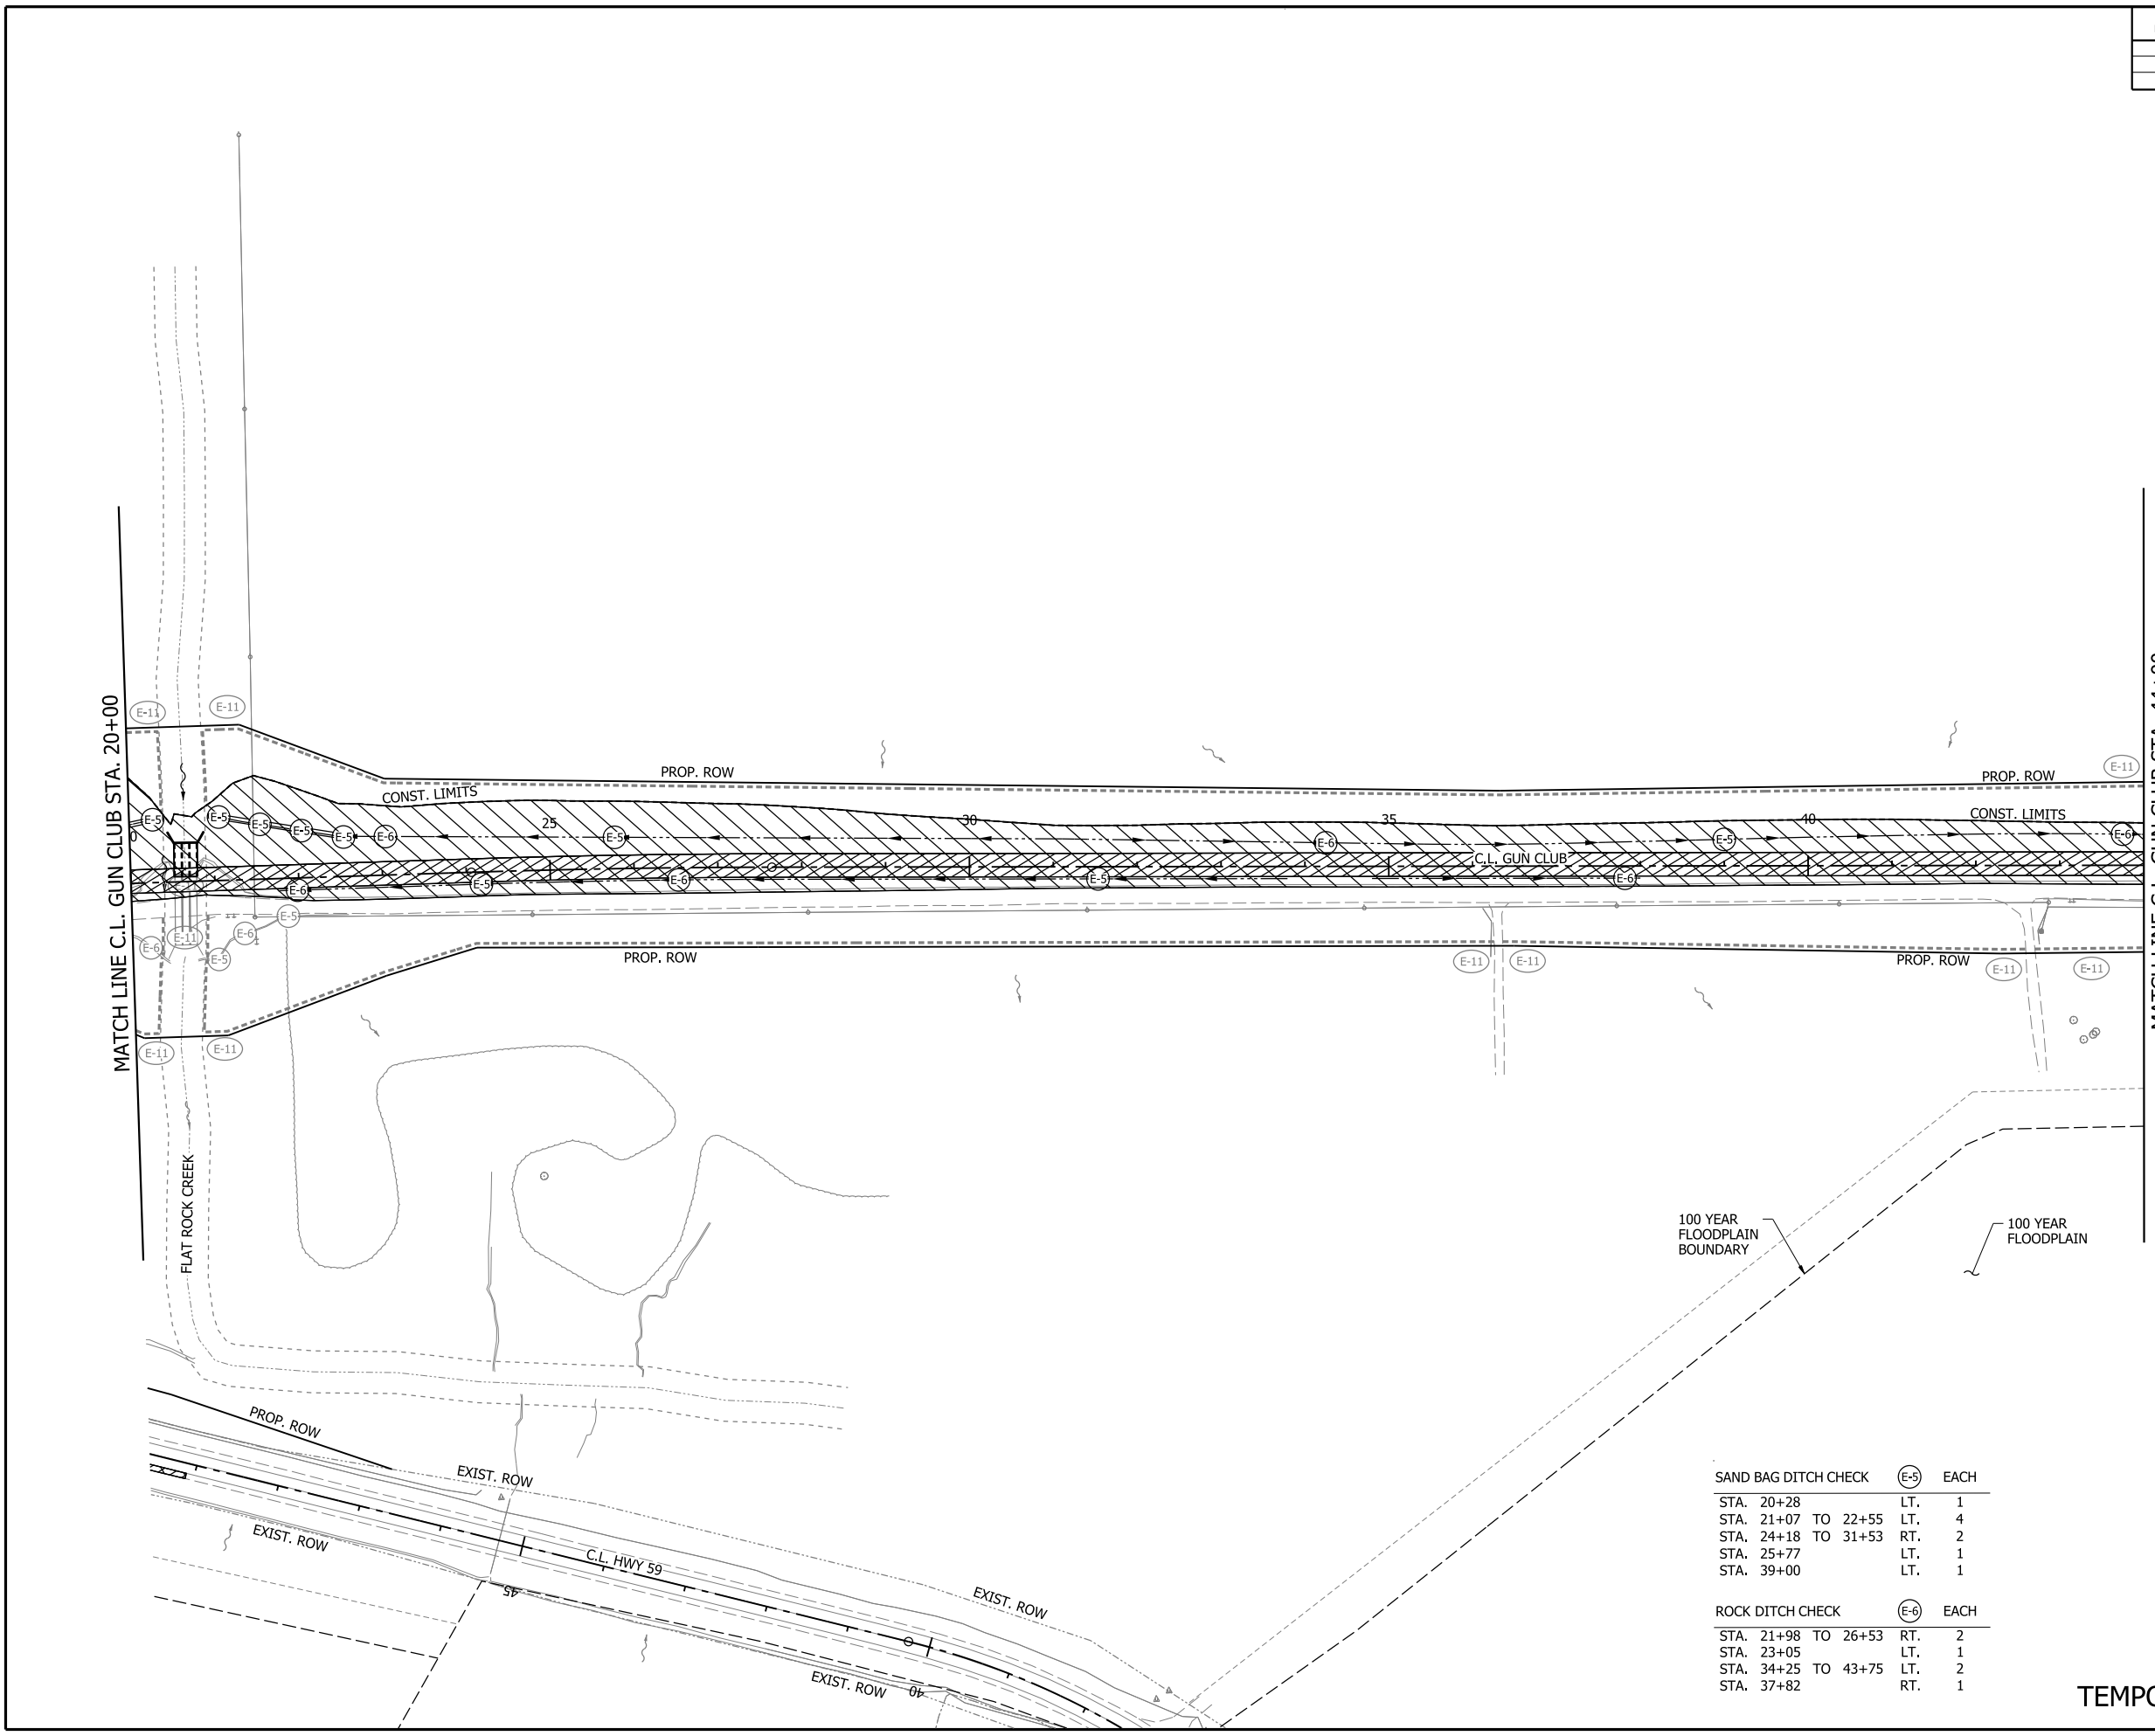 MATCH LINE C.L. GUN CLUB STA. 20+00
E-11
E-11
PROP. ROW
PROP. ROW
E-11
CONST. LIMITS
CONST. LIMITS
0
25
30
35
40
E-5
E-5
E-5
E-5
E-5
E-6
E-5
E-6
E-5
E-6
C.L. GUN CLUB
E-6
E-5
E-6
E-5
E-6
E-5
E-6
E-11
E-6
E-5
PROP. ROW
E-11
E-11
PROP. ROW
E-11
E-11
E-11
E-11
FLAT ROCK CREEK
100 YEAR
FLOODPLAIN
BOUNDARY
100 YEAR
FLOODPLAIN
PROP. ROW
EXIST. ROW
EXIST. ROW
C.L. HWY 59
45
EXIST. ROW
EXIST. ROW
40
SAND BAG DITCH CHECK E-5 EACH
STA. 20+28 LT. 1
STA. 21+07 TO 22+55 LT. 4
STA. 24+18 TO 31+53 RT. 2
STA. 25+77 LT. 1
STA. 39+00 LT. 1
ROCK DITCH CHECK E-6 EACH
STA. 21+98 TO 26+53 RT. 2
STA. 23+05 LT. 1
STA. 34+25 TO 43+75 LT. 2
STA. 37+82 RT. 1
TEMPO